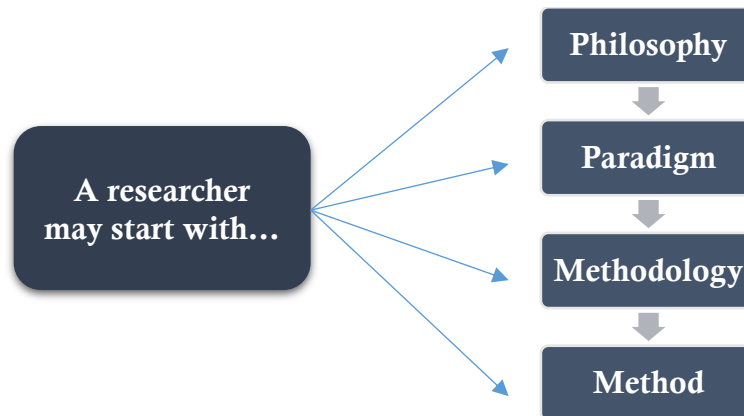 A researcher
may start with…
Philosophy
Paradigm
Methodology
Method